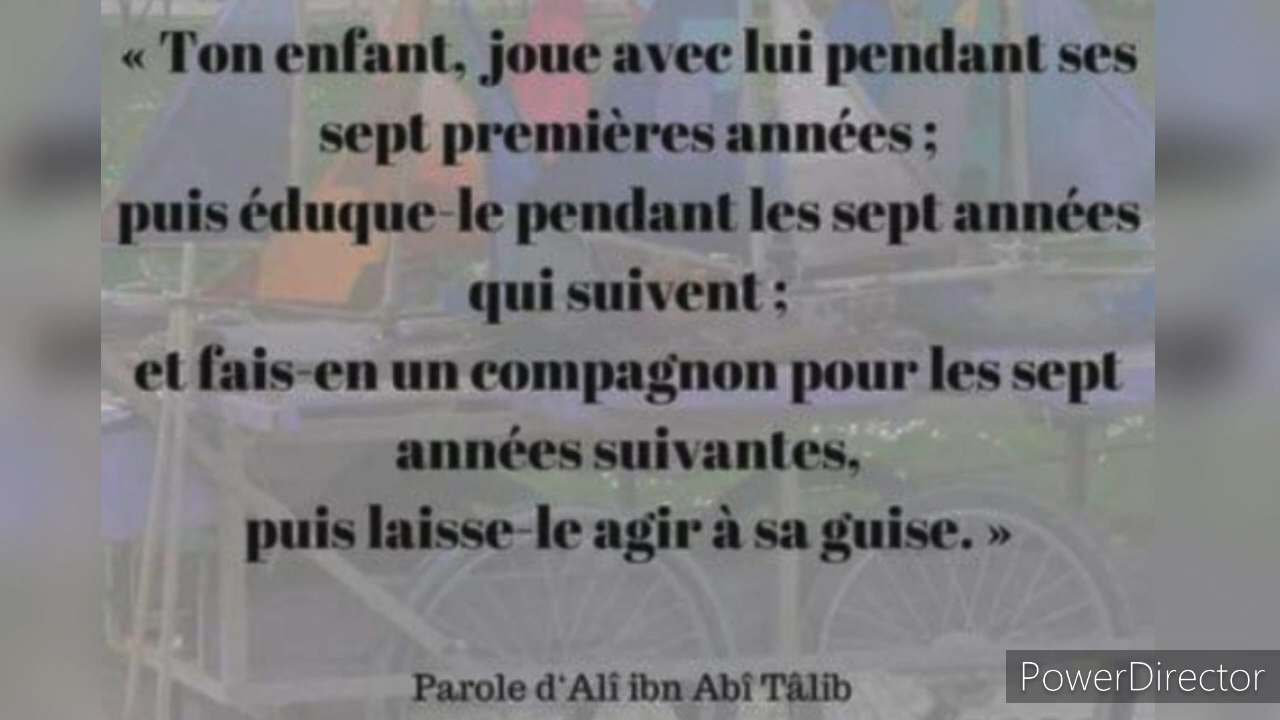 « Ton enfant, joue avec lui pendant ses
sept premières années ;
puis éduque-le pendant les sept années
qui suivent ;
et fais-en un compagnon pour les sept
années suivantes,
puis laisse-le agir à sa guise. »
Parole d'Alî ibn Abî Tâlib
PowerDirector